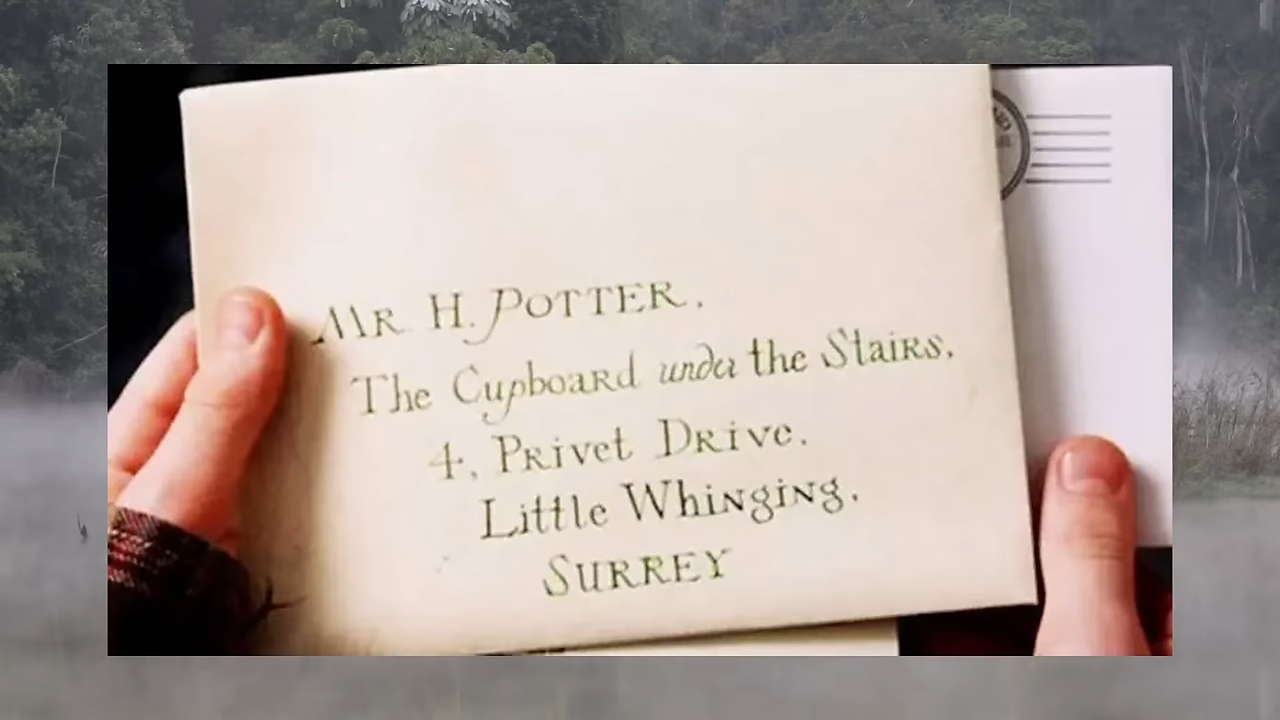 Mr H. Potter,
The Cupboard under the Stairs,
4, Privet Drive,
Little Whinging,
SURREY